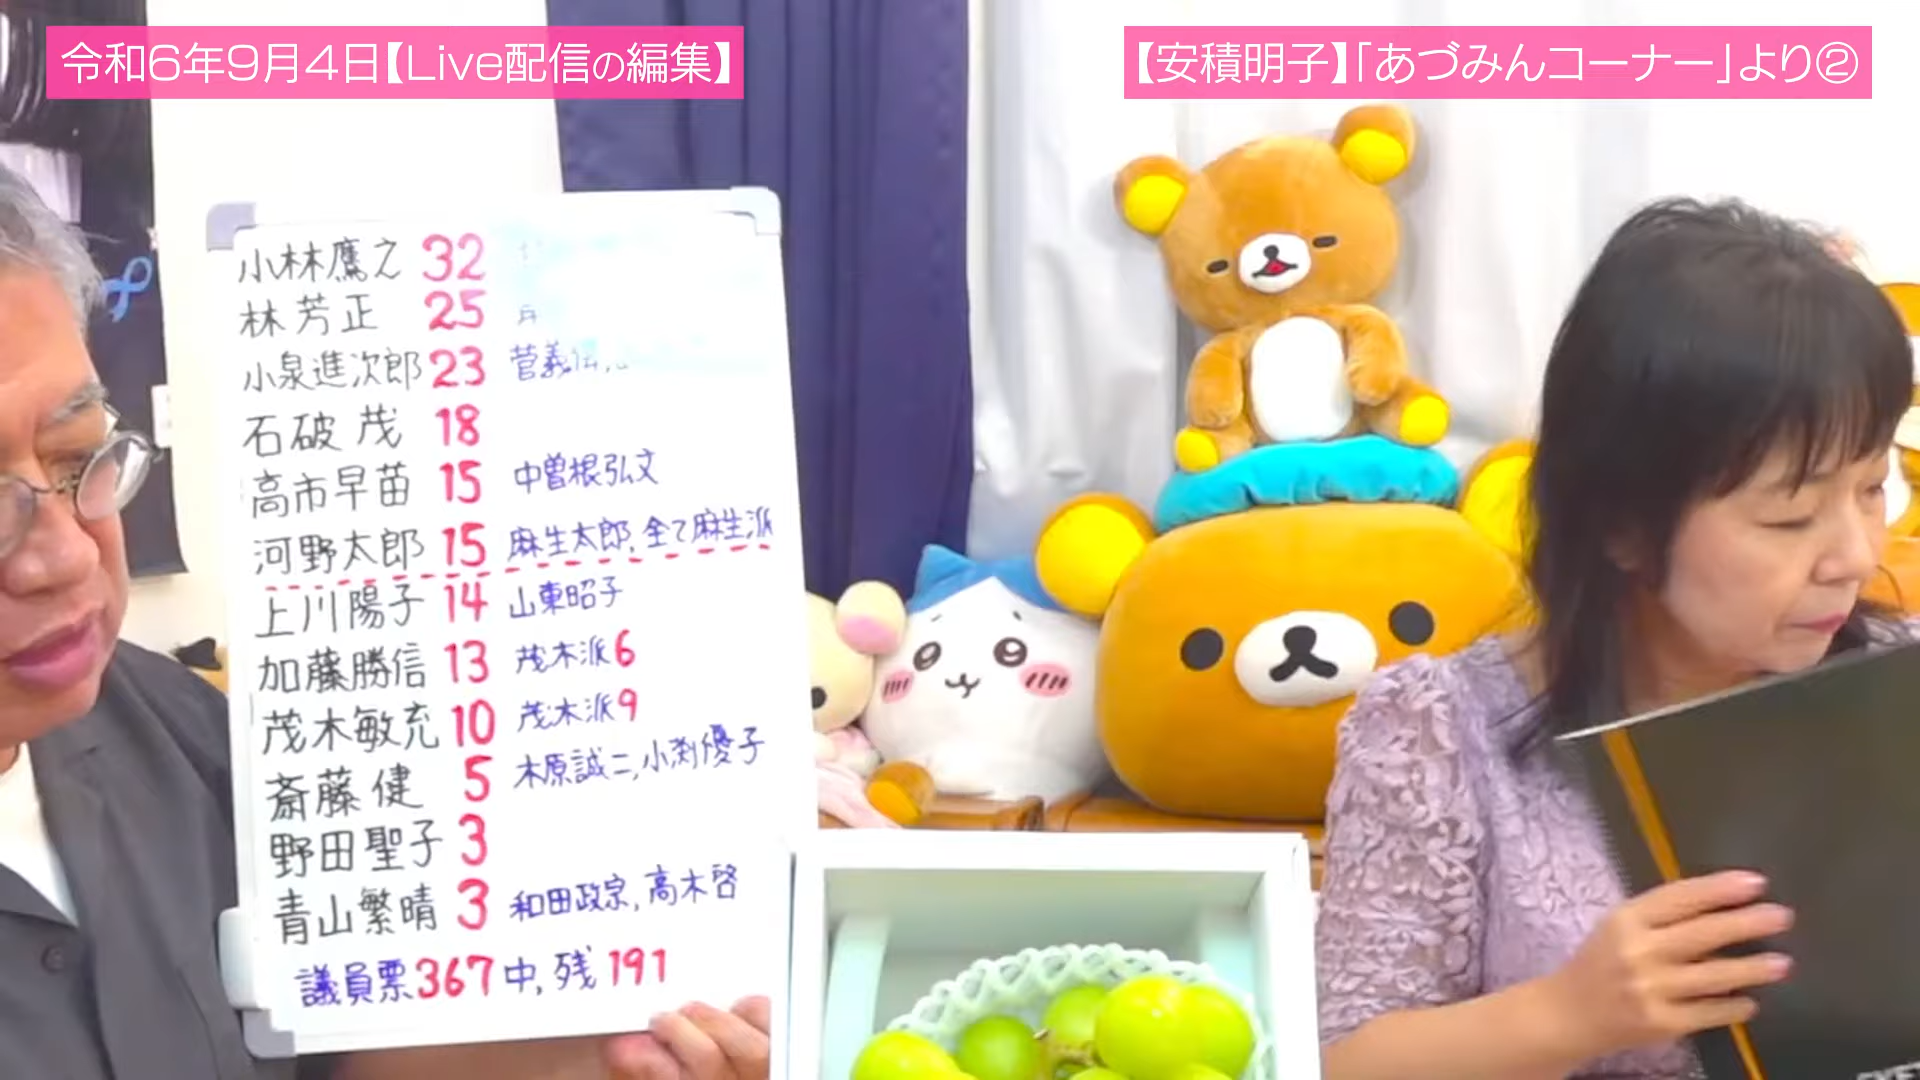 令和6年9月4日【Live配信の編集】
【安積明子】「あづみんコーナー」より②
小林鷹之 32
林芳正 25
小泉進次郎 23 菅義偉,
石破茂 18
高市早苗 15 中曽根弘文
河野太郎 15 麻生太郎, 全て麻生派
上川陽子 14 山東昭子
加藤勝信 13 茂木派6
茂木敏充 10 茂木派9
斎藤健 5 木原誠二,小渕優子
野田聖子 3
青山繁晴 3 和田政宗,高木啓
議員票367中,残191